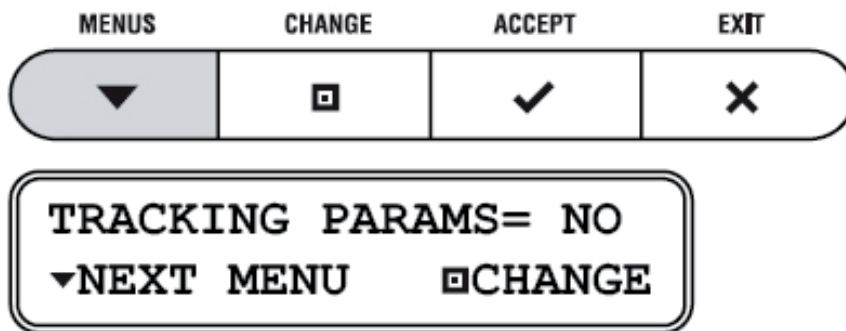 MENUS CHANGE ACCEPT EXIT
TRACKING PARAMS= NO
▼NEXT MENU ▣CHANGE